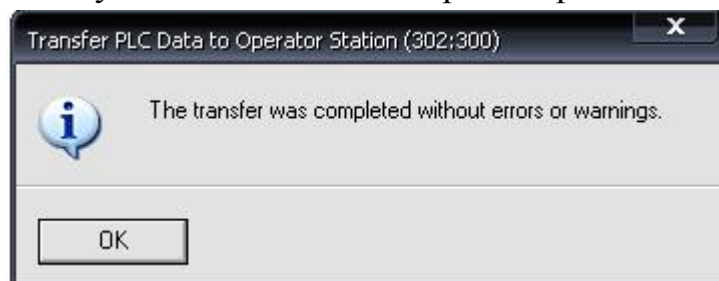 Transfer PLC Data to Operator Station (302:300)
The transfer was completed without errors or warnings.
OK